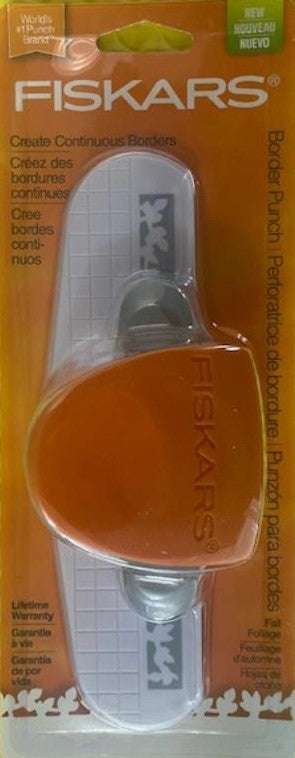 World's
#1 Punch
Brand™
NEW
NOUVEAU
NUEVO
FISKARS®
Create Continuous Borders
Créez des
bordures
continues
Cree
bordes
conti-
nuos
Border Punch | Perforatrice de bordure | Punzón para bordes
FISKARS®
Lifetime
Warranty
Garantie
à vie
Garantía
de por
vida
Fall
Foliage
Feuillage
d'automne
Hojas de
otoño